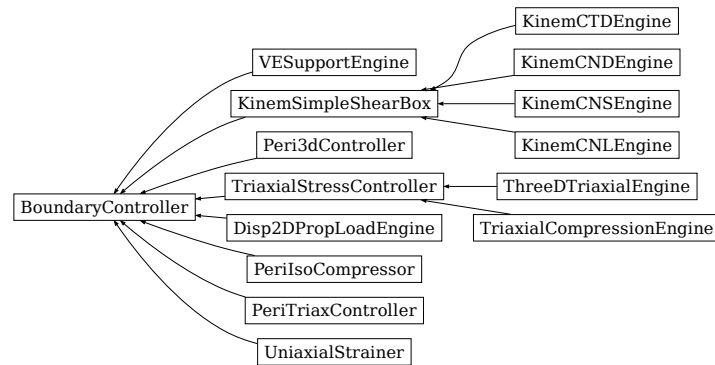 KinemCTDEngine
VESupportEngine
KinemCNDEngine
KinemSimpleShearBox
KinemCNSEngine
Peri3dController
KinemCNLEngine
TriaxialStressController
ThreeDTriaxialEngine
BoundaryController
Disp2DPropLoadEngine
TriaxialCompressionEngine
PeriIsoCompressor
PeriTriaxController
UniaxialStrainer